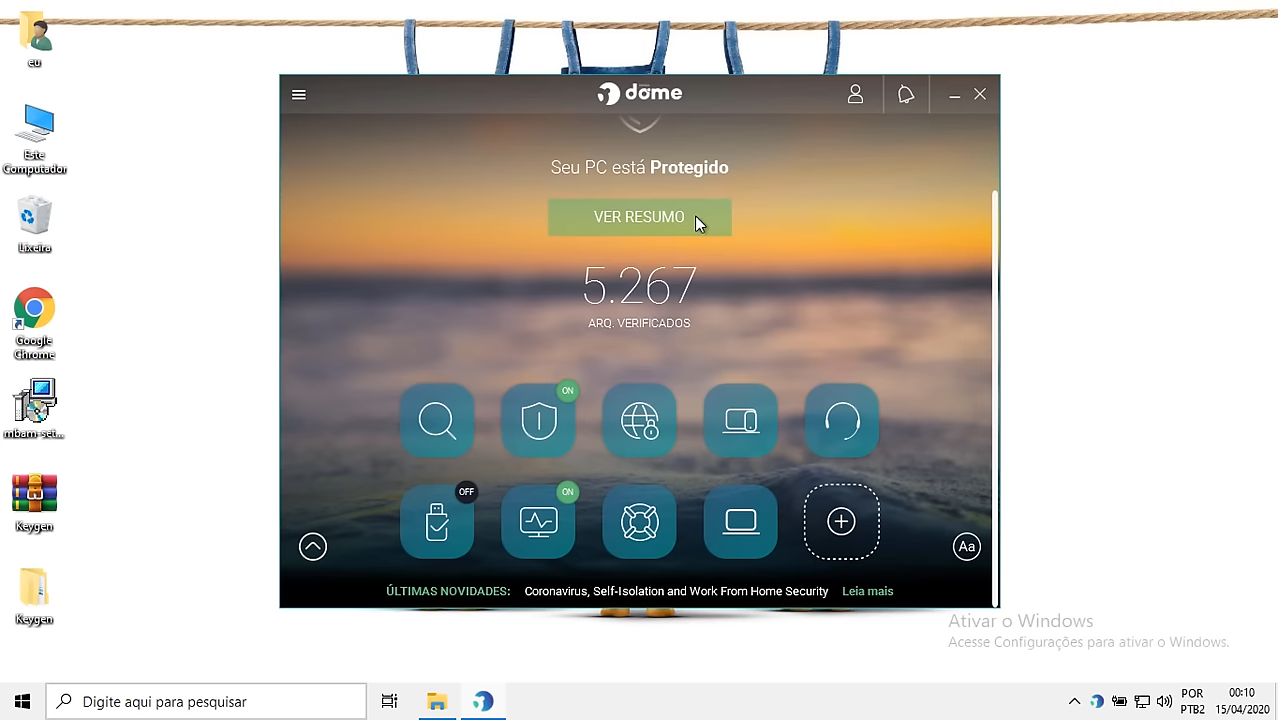 eu
Este
Computador
Lixeira
Google
Chrome
mbam-set...
Keygen
Keygen
dome
Seu PC está Protegido
VER RESUMO
5.267
ARQ. VERIFICADOS
ON
OFF
ON
Aa
ÚLTIMAS NOVIDADES: Coronavirus, Self-Isolation and Work From Home Security Leia mais
Ativar o Windows
Acesse Configurações para ativar o Windows.
Digite aqui para pesquisar
POR
PTB2
00:10
15/04/2020